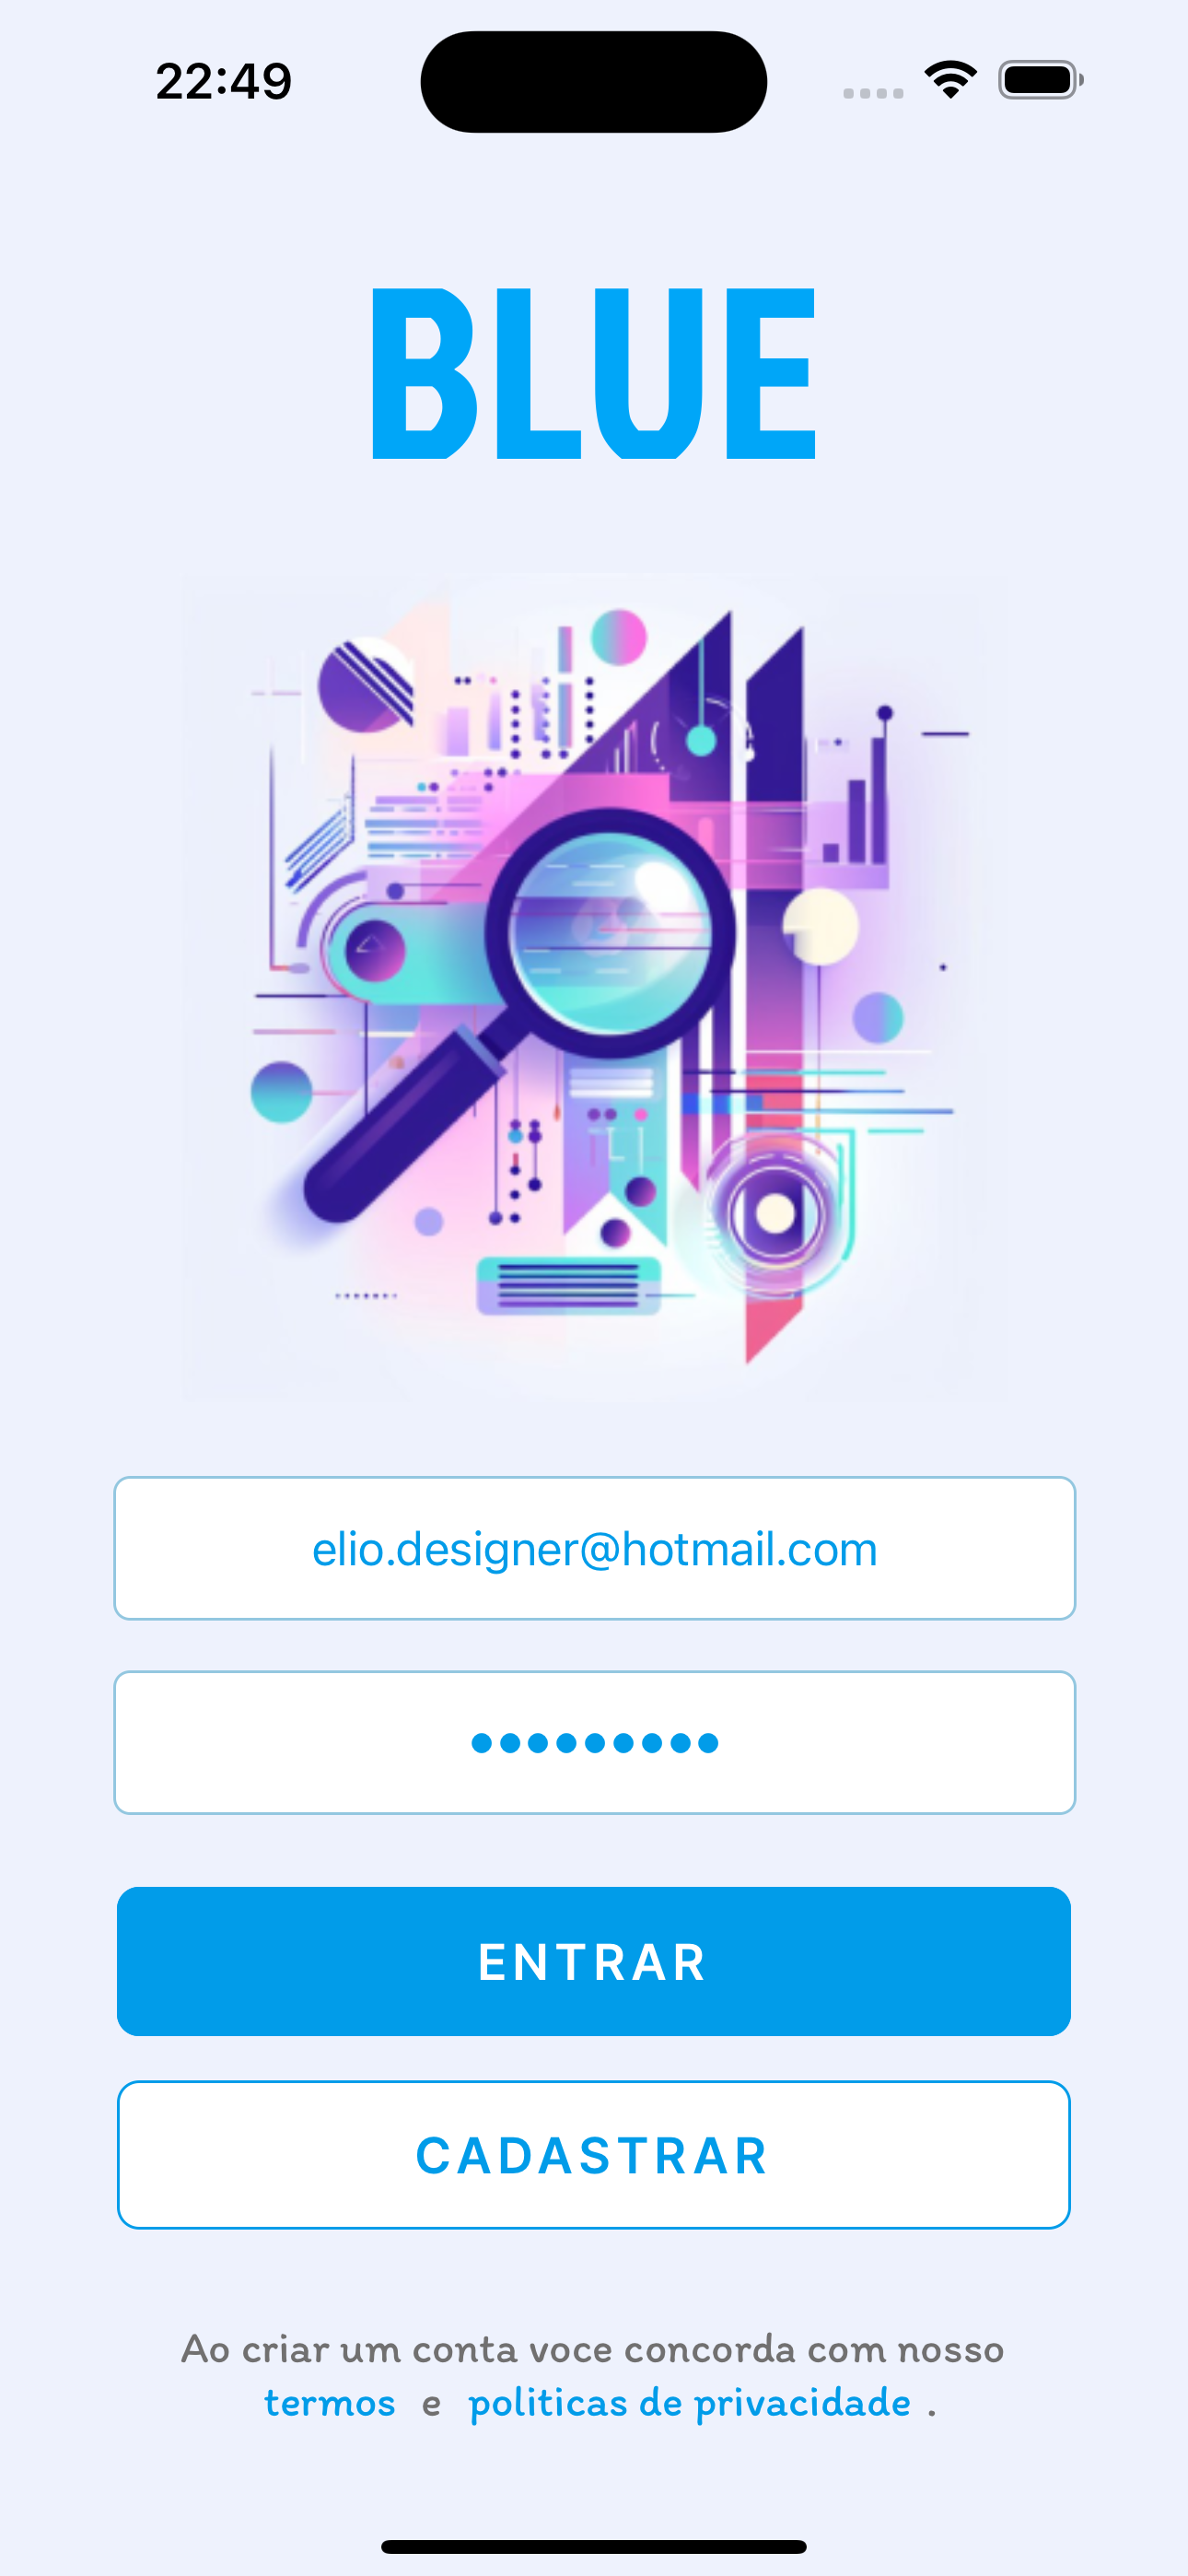 22:49
BLUE
elio.designer@hotmail.com
•••••••••
ENTRAR
CADASTRAR
Ao criar um conta voce concorda com nosso
termos e politicas de privacidade .